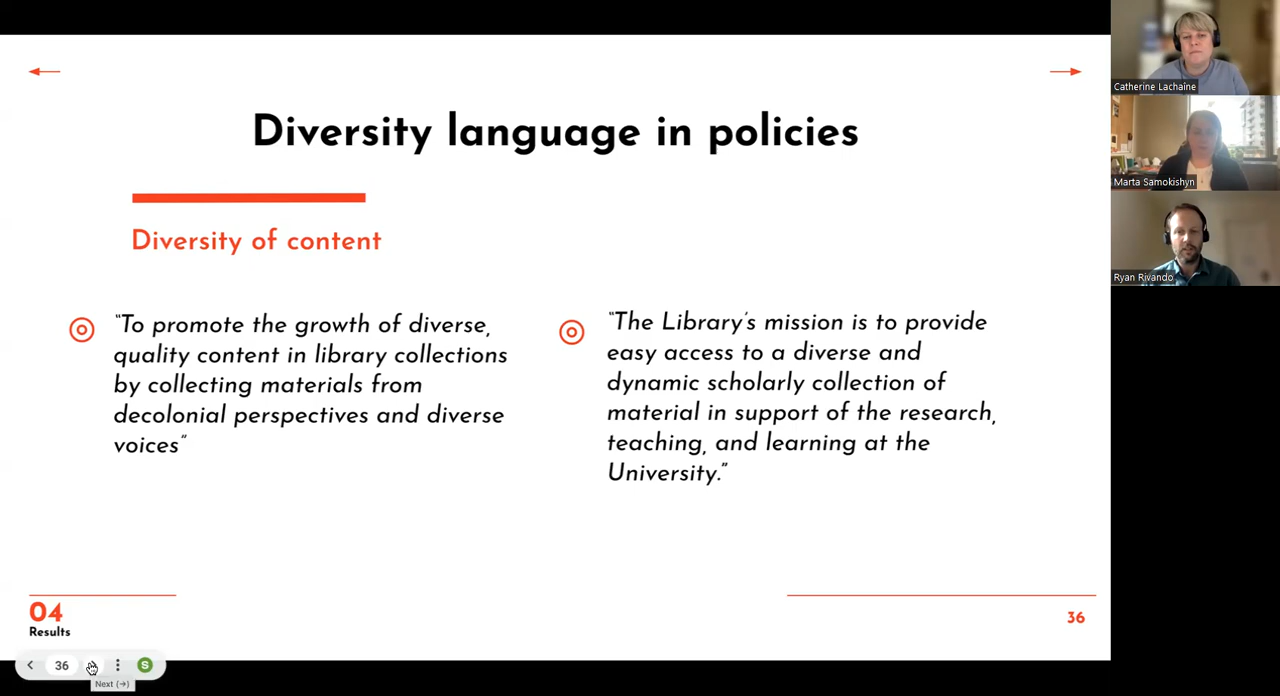 Diversity language in policies
Diversity of content
“To promote the growth of diverse,
quality content in library collections
by collecting materials from
decolonial perspectives and diverse
voices”
“The Library’s mission is to provide
easy access to a diverse and
dynamic scholarly collection of
material in support of the research,
teaching, and learning at the
University.”
04
Results
36
36
S
Next (→)
Catherine Lachaîne
Marta Samokishyn
Ryan Rivando